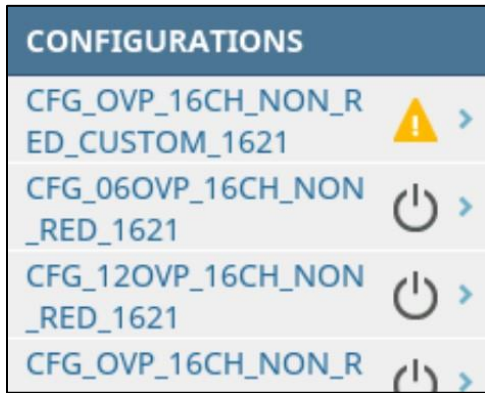 CONFIGURATIONS
CFG_OVP_16CH_NON_R
ED_CUSTOM_1621
CFG_06OVP_16CH_NON
_RED_1621
CFG_12OVP_16CH_NON
_RED_1621
CFG_OVP_16CH_NON_R